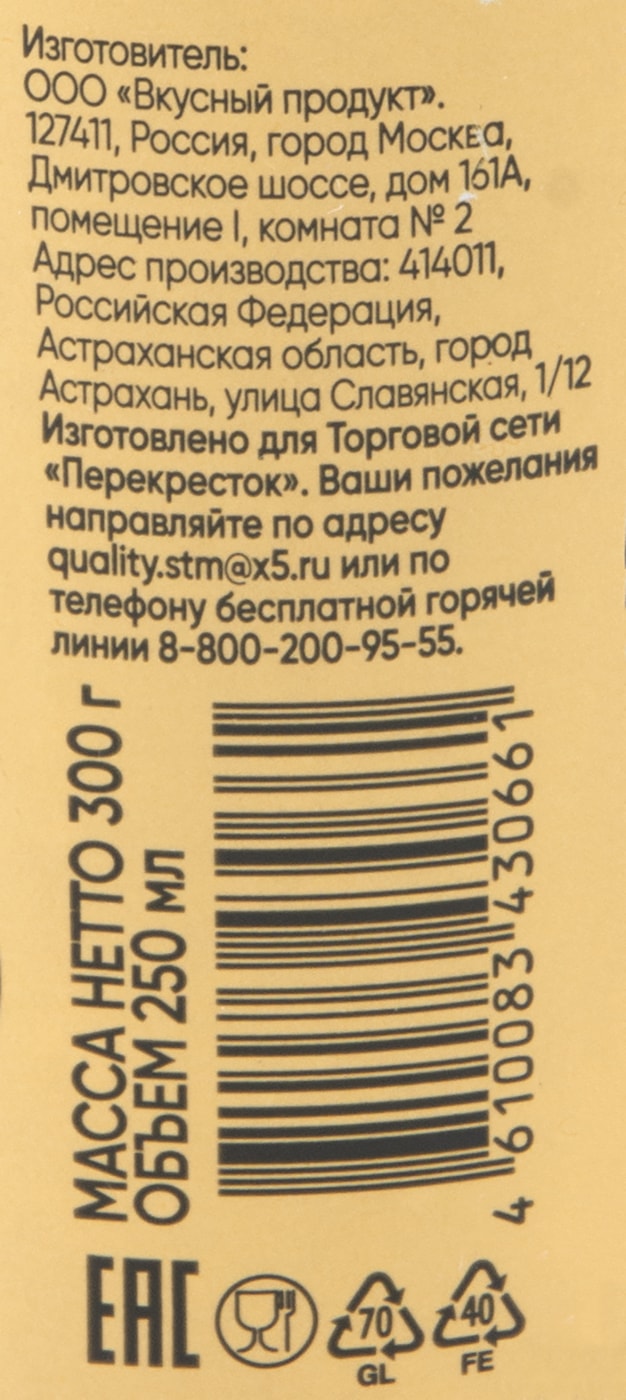 Изготовитель:
ООО «Вкусный продукт».
127411, Россия, город Москва,
Дмитровское шоссе, дом 161А,
помещение I, комната № 2
Адрес производства: 414011,
Российская Федерация,
Астраханская область, город
Астрахань, улица Славянская, 1/12
Изготовлено для Торговой сети
«Перекресток». Ваши пожелания
направляйте по адресу
quality.stm@x5.ru или по
телефону бесплатной горячей
линии 8-800-200-95-55.
МАССА НЕТТО 300 г
ОБЪЕМ 250 мл
4 610083 430661
ЕАС
70
GL
40
FE